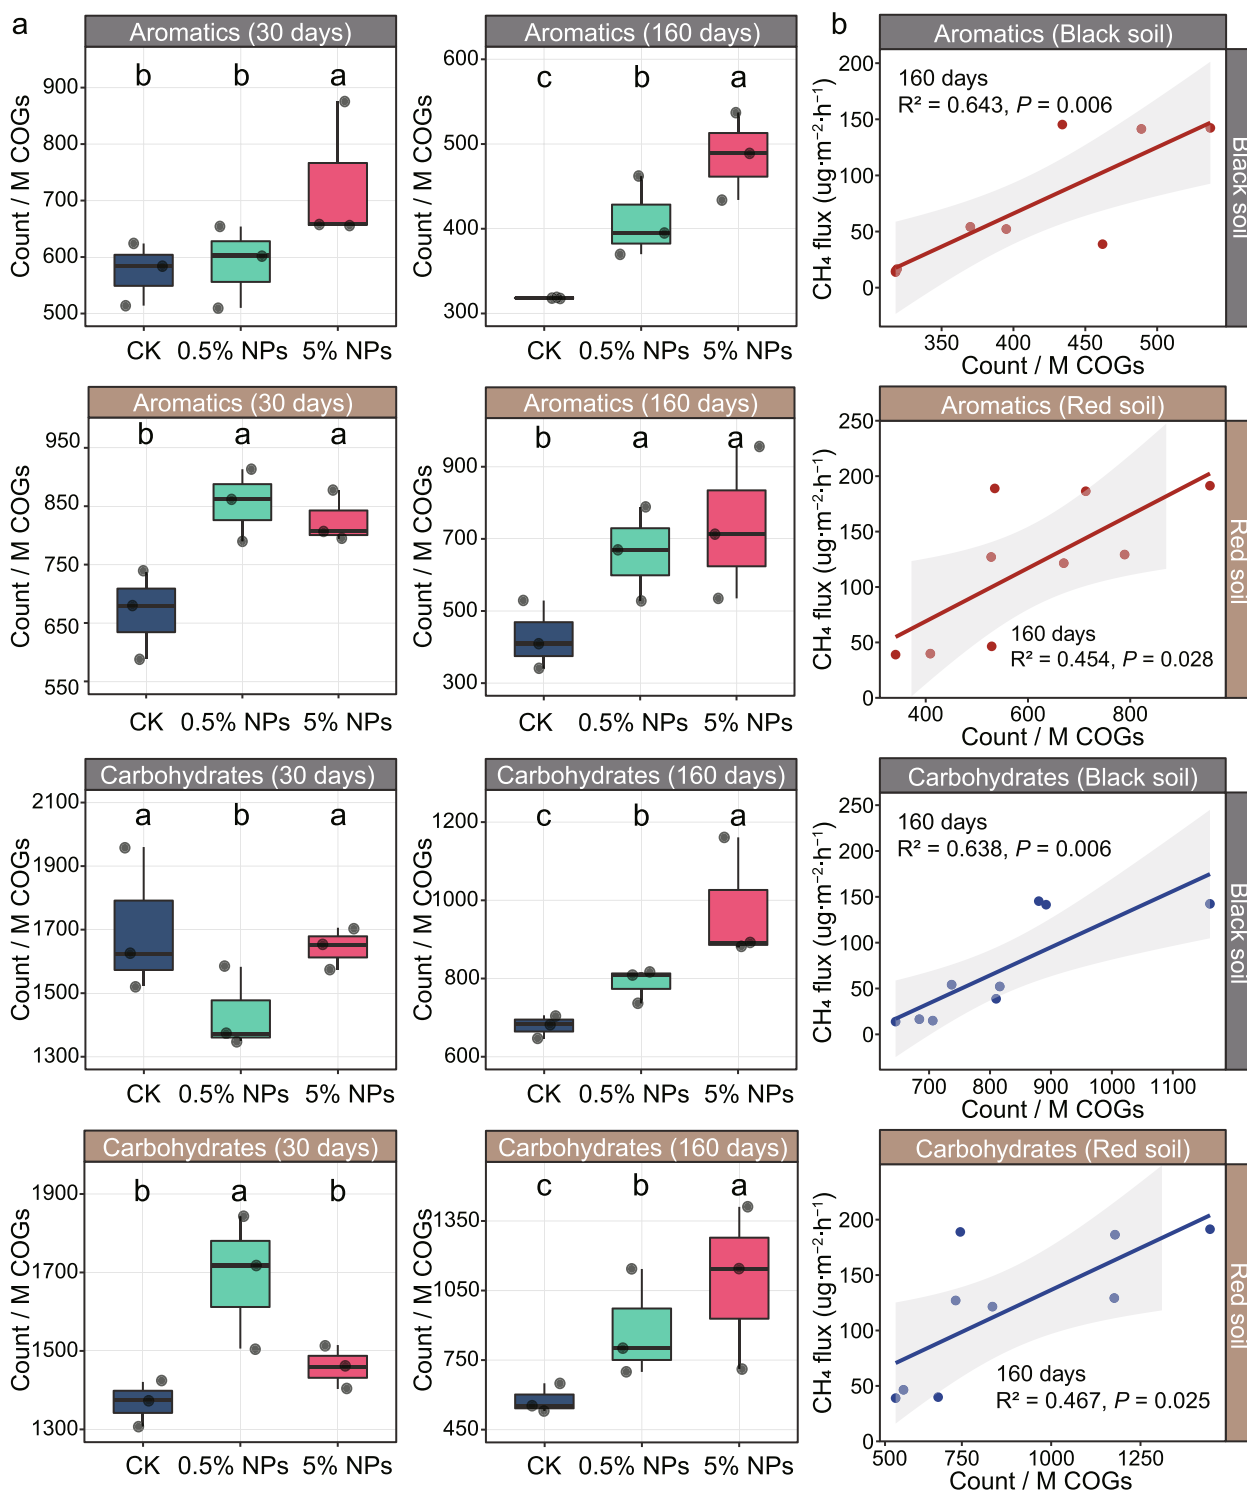 a
b
Aromatics (30 days)
Count / M COGs
900
800
700
600
500
b b a
CK 0.5% NPs 5% NPs
Aromatics (160 days)
Count / M COGs
600
500
400
300
c b a
CK 0.5% NPs 5% NPs
Aromatics (Black soil)
Black soil
CH₄ flux (ug·m⁻²·h⁻¹)
200
150
100
50
0
160 days
R² = 0.643, P = 0.006
350 400 450 500
Count / M COGs
Aromatics (30 days)
Count / M COGs
950
850
750
650
550
b a a
CK 0.5% NPs 5% NPs
Aromatics (160 days)
Count / M COGs
900
700
500
300
b a a
CK 0.5% NPs 5% NPs
Aromatics (Red soil)
Red soil
CH₄ flux (ug·m⁻²·h⁻¹)
250
200
150
100
50
0
160 days
R² = 0.454, P = 0.028
400 600 800
Count / M COGs
Carbohydrates (30 days)
Count / M COGs
2100
1900
1700
1500
1300
a b a
CK 0.5% NPs 5% NPs
Carbohydrates (160 days)
Count / M COGs
1200
1000
800
600
c b a
CK 0.5% NPs 5% NPs
Carbohydrates (Black soil)
Black soil
CH₄ flux (ug·m⁻²·h⁻¹)
250
200
150
100
50
0
160 days
R² = 0.638, P = 0.006
700 800 900 1000 1100
Count / M COGs
Carbohydrates (30 days)
Count / M COGs
1900
1700
1500
1300
b a b
CK 0.5% NPs 5% NPs
Carbohydrates (160 days)
Count / M COGs
1350
1050
750
450
c b a
CK 0.5% NPs 5% NPs
Carbohydrates (Red soil)
Red soil
CH₄ flux (ug·m⁻²·h⁻¹)
200
150
100
50
0
160 days
R² = 0.467, P = 0.025
500 750 1000 1250
Count / M COGs